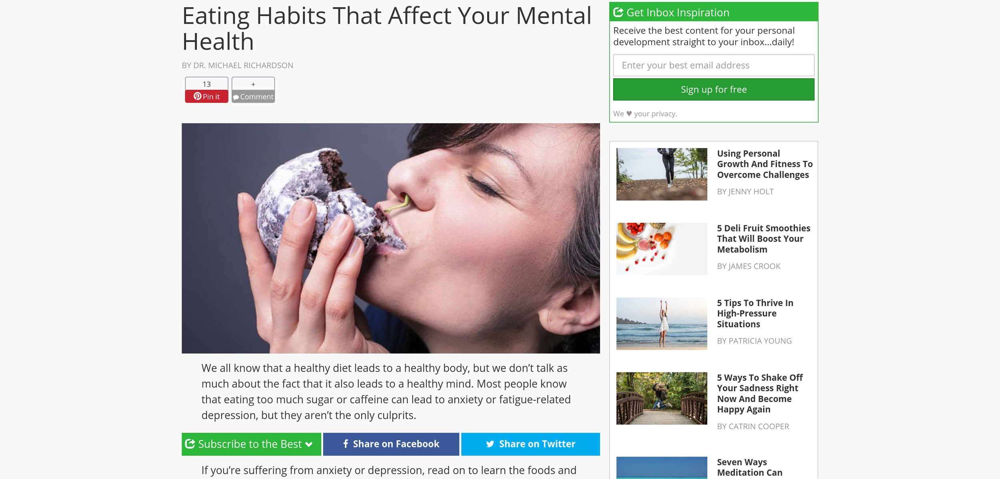 Eating Habits That Affect Your Mental
Health
BY DR. MICHAEL RICHARDSON
13
Pin it
+
Comment
We all know that a healthy diet leads to a healthy body, but we don’t talk as
much about the fact that it also leads to a healthy mind. Most people know
that eating too much sugar or caffeine can lead to anxiety or fatigue-related
depression, but they aren’t the only culprits.
Subscribe to the Best
Share on Facebook
Share on Twitter
If you’re suffering from anxiety or depression, read on to learn the foods and
Get Inbox Inspiration
Receive the best content for your personal
development straight to your inbox...daily!
Enter your best email address
Sign up for free
We ♥ your privacy.
Using Personal
Growth And Fitness To
Overcome Challenges
BY JENNY HOLT
5 Deli Fruit Smoothies
That Will Boost Your
Metabolism
BY JAMES CROOK
5 Tips To Thrive In
High-Pressure
Situations
BY PATRICIA YOUNG
5 Ways To Shake Off
Your Sadness Right
Now And Become
Happy Again
BY CATRIN COOPER
Seven Ways
Meditation Can